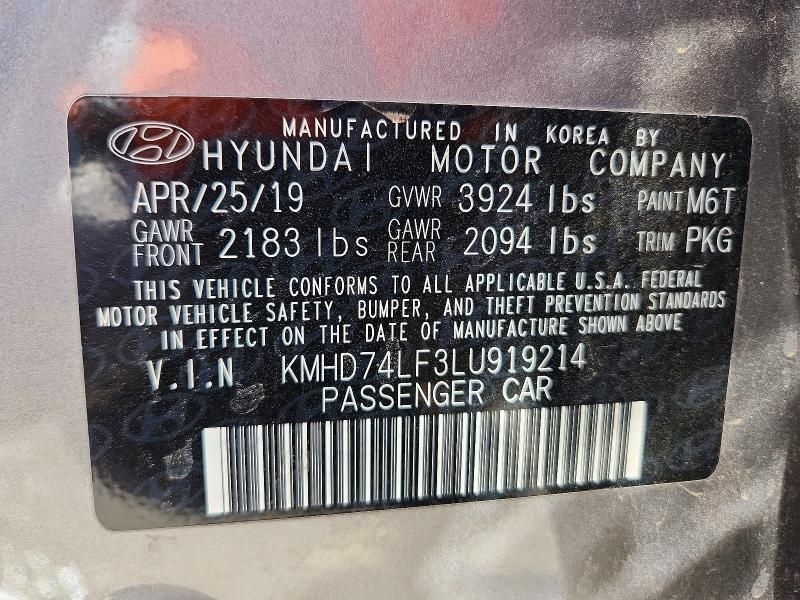 MANUFACTURED IN KOREA BY
HYUNDAI MOTOR COMPANY
APR/25/19 GVWR 3924 lbs PAINT M6T
GAWR FRONT 2183 lbs GAWR REAR 2094 lbs TRIM PKG
THIS VEHICLE CONFORMS TO ALL APPLICABLE U.S.A. FEDERAL
MOTOR VEHICLE SAFETY, BUMPER, AND THEFT PREVENTION STANDARDS
IN EFFECT ON THE DATE OF MANUFACTURE SHOWN ABOVE
V.I.N KMHD74LF3LU919214
PASSENGER CAR